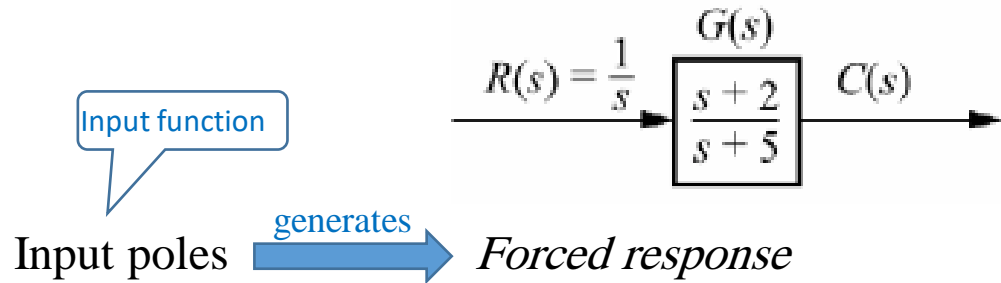 G(s)
R(s) = 1/s
s + 2
s + 5
C(s)
Input function
generates
Input poles
Forced response